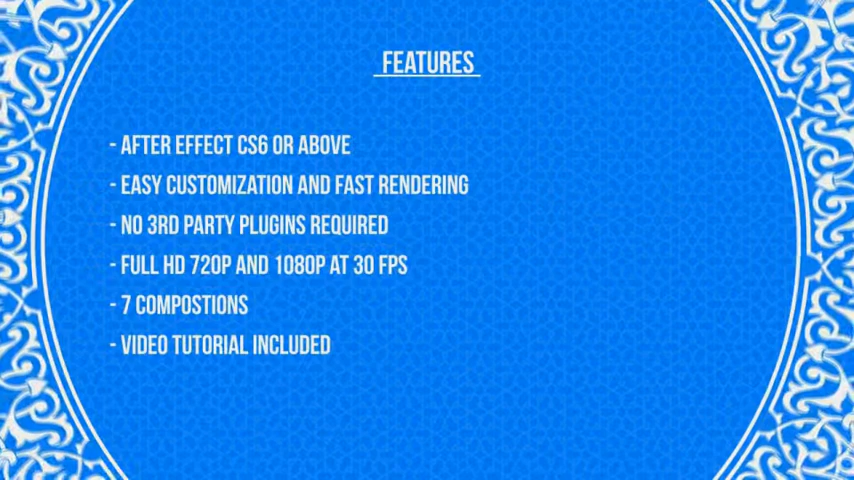 FEATURES
- AFTER EFFECT CS6 OR ABOVE
- EASY CUSTOMIZATION AND FAST RENDERING
- NO 3RD PARTY PLUGINS REQUIRED
- FULL HD 720P AND 1080P AT 30 FPS
- 7 COMPOSTIONS
- VIDEO TUTORIAL INCLUDED